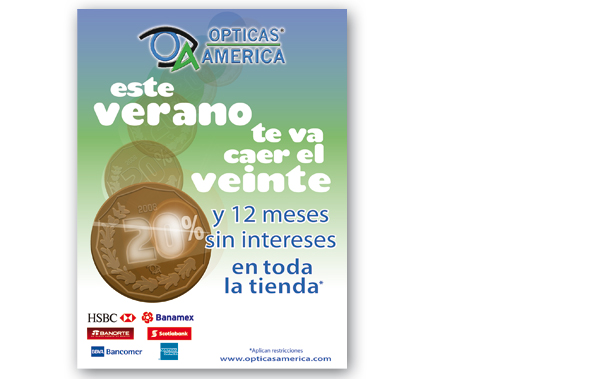 OPTICAS®
AMERICA
este
verano
te va
caer el
veinte
20%
y 12 meses
sin intereses
en toda
la tienda*
HSBC Banamex
BANORTE Scotiabank
BBVA Bancomer
*Aplican restricciones
www.opticasamerica.com